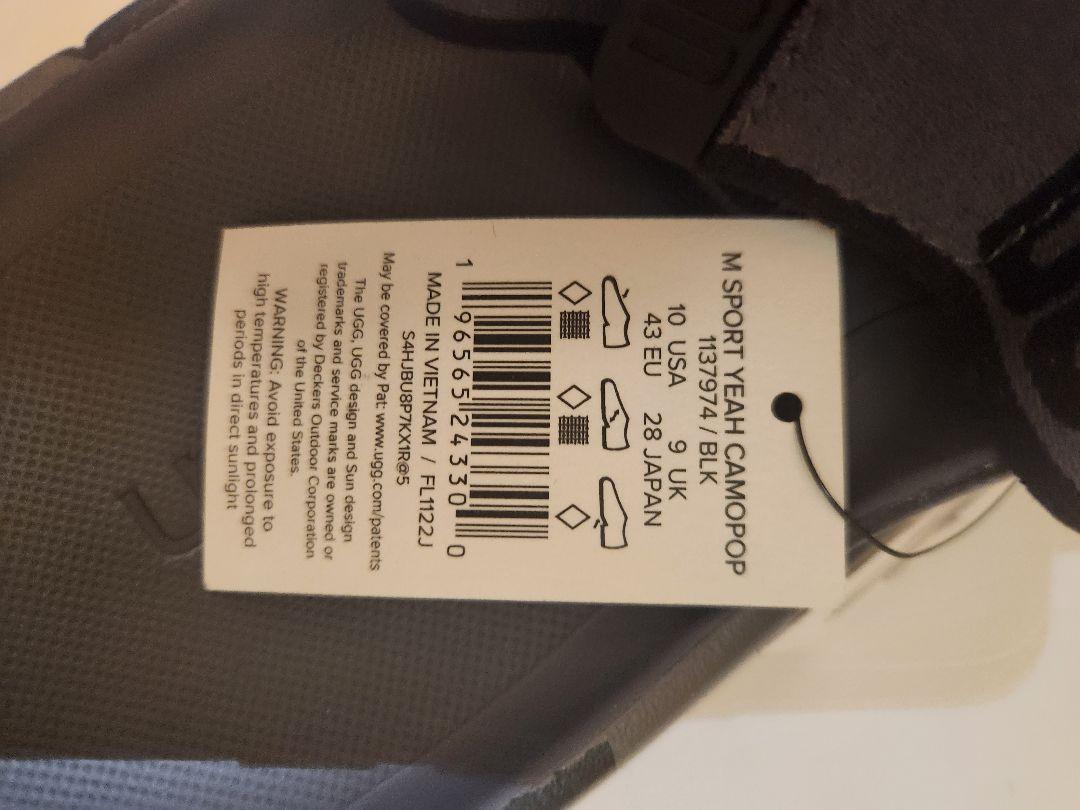 M SPORT YEAH CAMOPOP
1137974 / BLK
10 USA 9 UK
43 EU 28 JAPAN
1 96565 24330 0
MADE IN VIETNAM / FL1122J
S4HJBU8P7KX1R@5
May be covered by Pat: www.ugg.com/patents
The UGG, UGG design and Sun design
trademarks and service marks are owned or
registered by Deckers Outdoor Corporation
of the United States.
WARNING: Avoid exposure to
high temperatures and prolonged
periods in direct sunlight